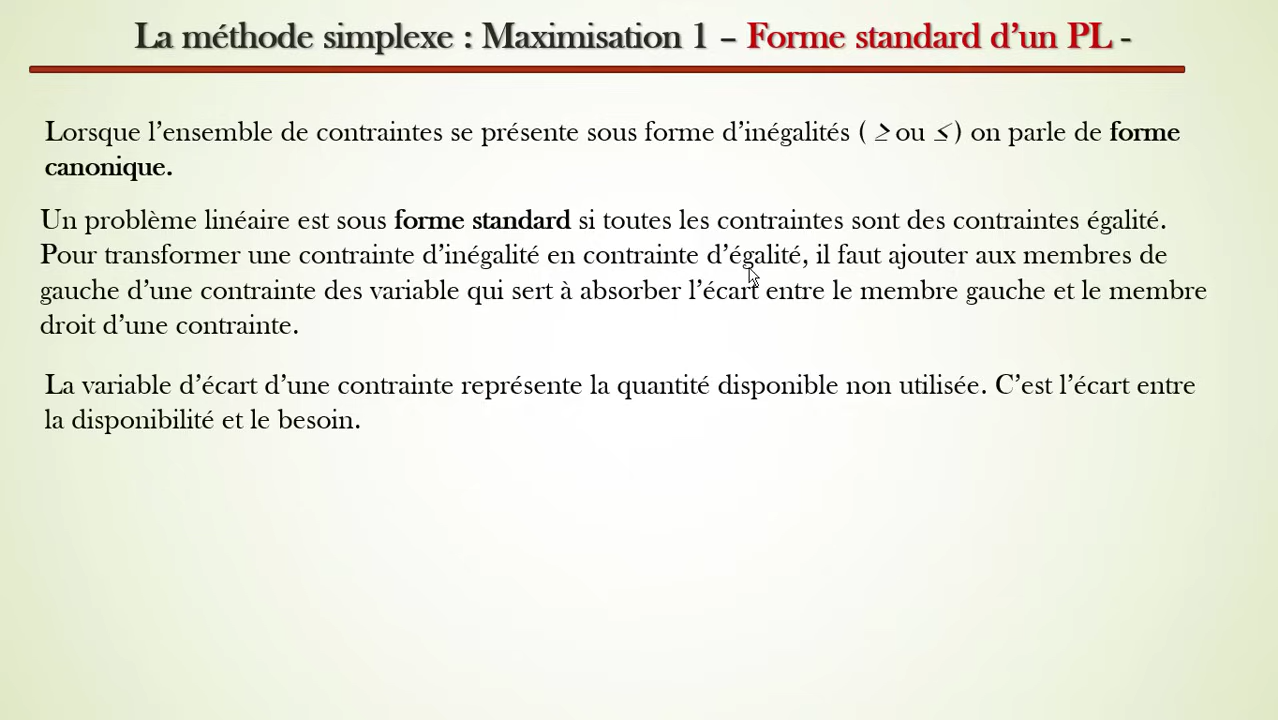 La méthode simplexe : Maximisation 1 – Forme standard d’un PL -
Lorsque l’ensemble de contraintes se présente sous forme d’inégalités ( ≥ ou ≤ ) on parle de forme
canonique.
Un problème linéaire est sous forme standard si toutes les contraintes sont des contraintes égalité.
Pour transformer une contrainte d’inégalité en contrainte d’égalité, il faut ajouter aux membres de
gauche d’une contrainte des variable qui sert à absorber l’écart entre le membre gauche et le membre
droit d’une contrainte.
La variable d’écart d’une contrainte représente la quantité disponible non utilisée. C’est l’écart entre
la disponibilité et le besoin.